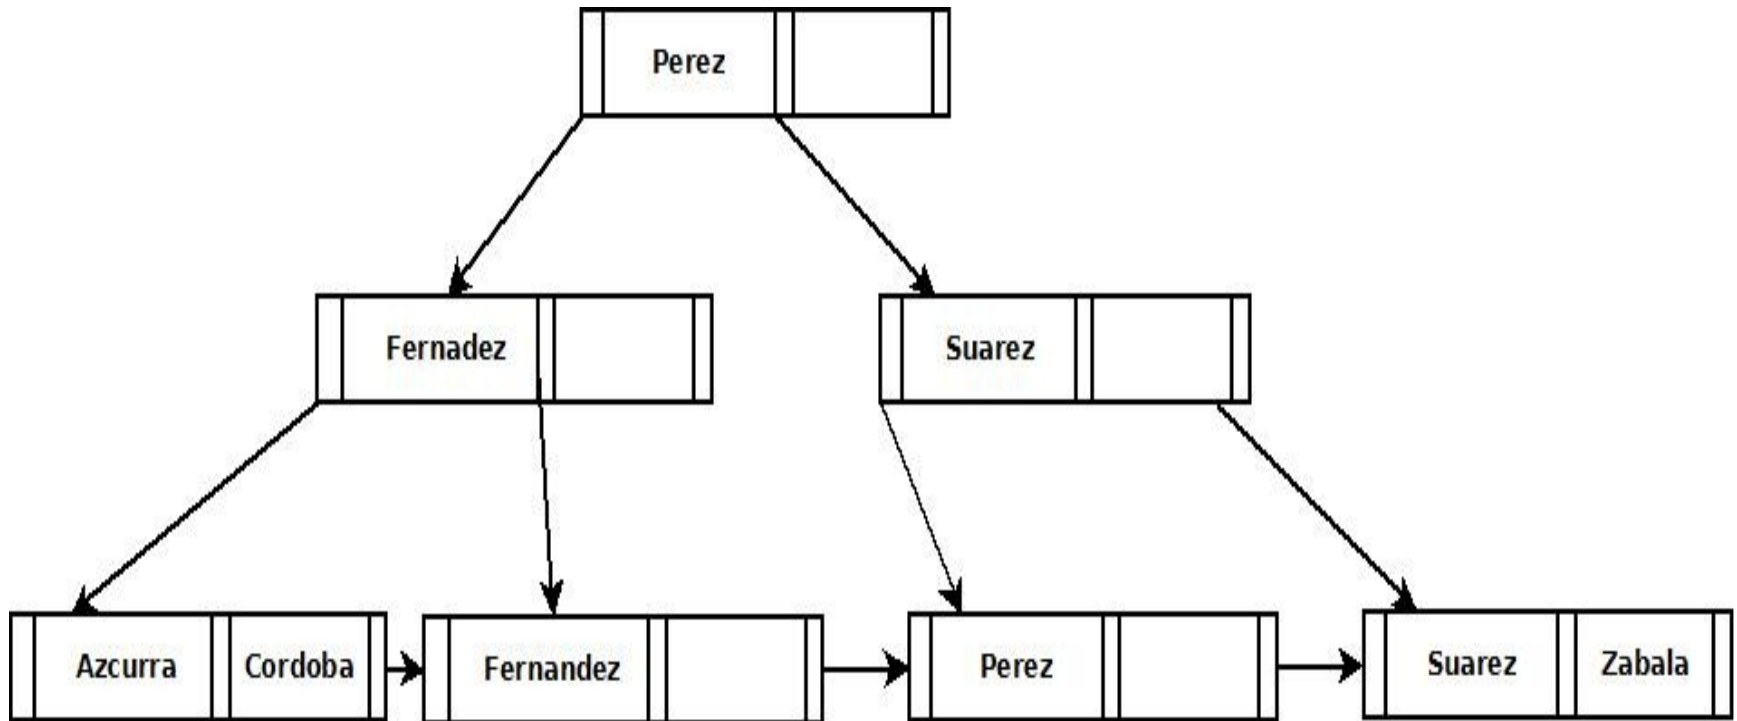 Perez
Fernadez
Suarez
Azcurra
Cordoba
Fernandez
Perez
Suarez
Zabala